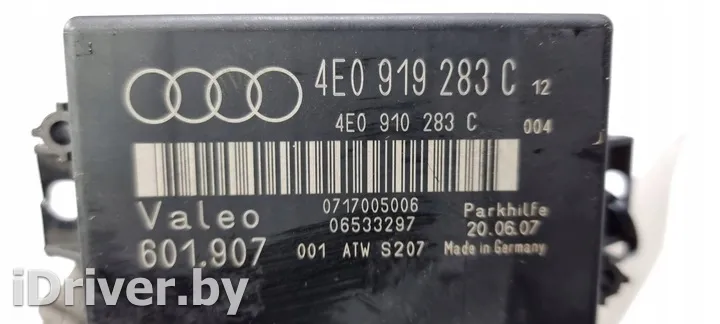 4E0 919 283 C 12
4E0 910 283 C 004
0717005006
Valeo 06533297 Parkhilfe
601.907 001 ATW S207 20.06.07
Made in Germany
iDriver.by